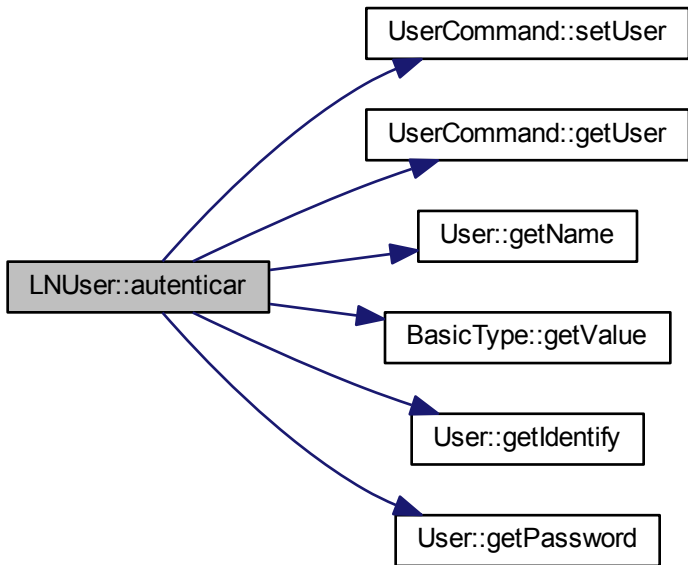 UserCommand::setUser
UserCommand::getUser
User::getName
LNUser::autenticar
BasicType::getValue
User::getIdentify
User::getPassword